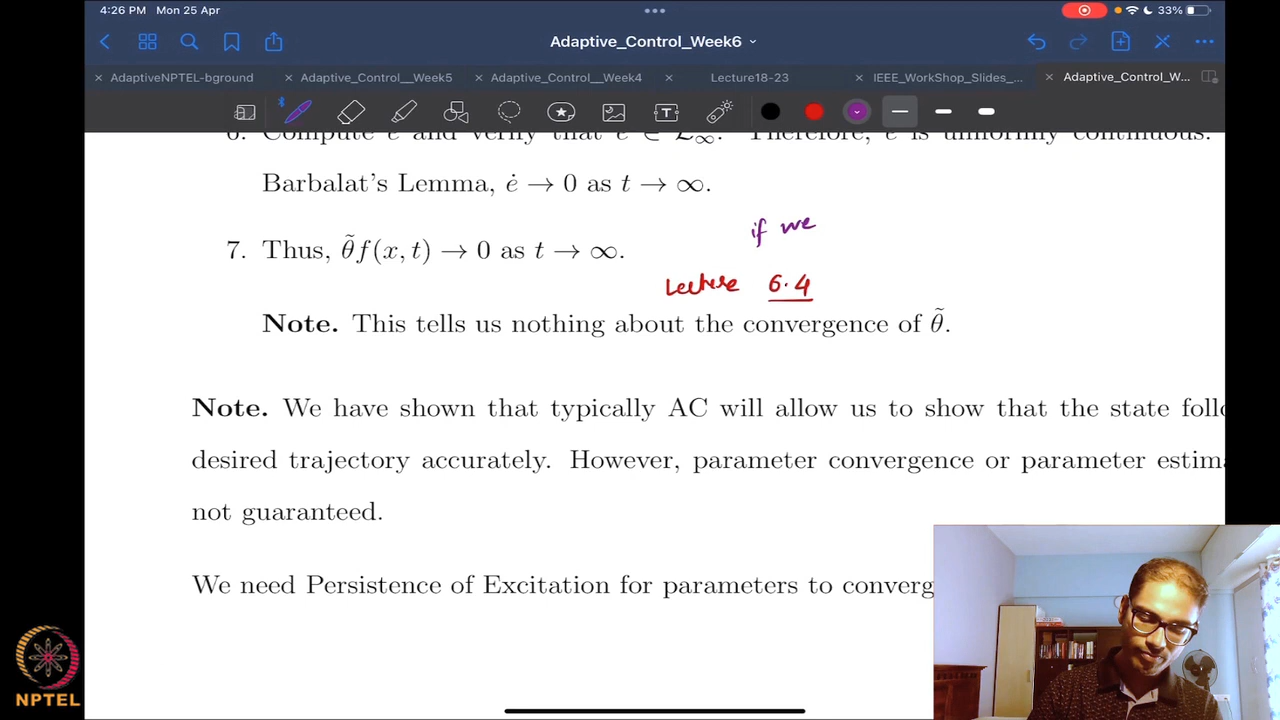 4:26 PM Mon 25 Apr
33%
Adaptive_Control_Week6
AdaptiveNPTEL-bground
Adaptive_Control__Week5
Adaptive_Control__Week4
Lecture18-23
IEEE_WorkShop_Slides_...
Adaptive_Control_W...
Barbalat's Lemma, ė → 0 as t → ∞.
if we
7. Thus, θ̃f(x, t) → 0 as t → ∞.
Lecture 6.4
Note. This tells us nothing about the convergence of θ̃.
Note. We have shown that typically AC will allow us to show that the state follo
desired trajectory accurately. However, parameter convergence or parameter estima
not guaranteed.
We need Persistence of Excitation for parameters to converg
NPTEL